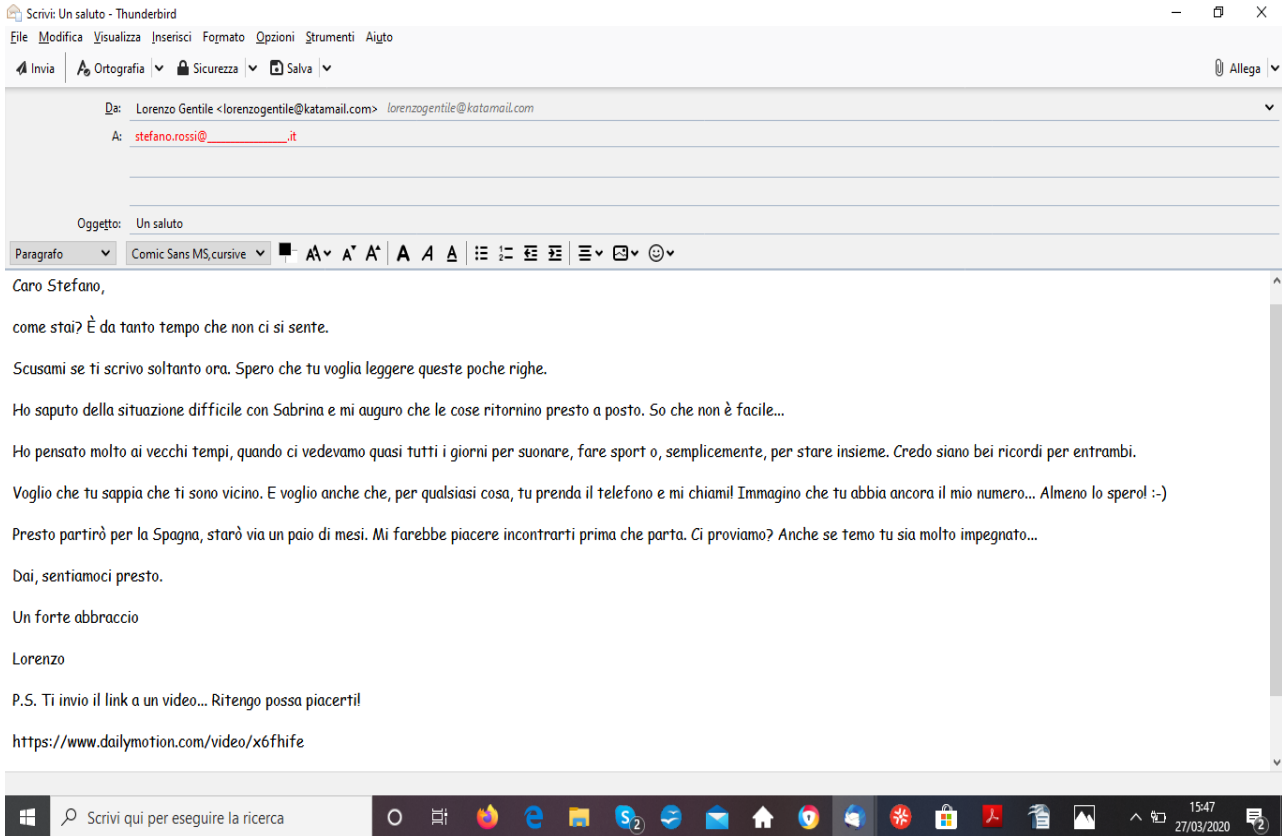 Scrivi: Un saluto - Thunderbird
File Modifica Visualizza Inserisci Formato Opzioni Strumenti Aiuto
Invia Ortografia Sicurezza Salva Allega
Da: Lorenzo Gentile <lorenzogentile@katamail.com> lorenzogentile@katamail.com
A: stefano.rossi@______________.it
Oggetto: Un saluto
Paragrafo Comic Sans MS,cursive
Caro Stefano,
come stai? È da tanto tempo che non ci si sente.
Scusami se ti scrivo soltanto ora. Spero che tu voglia leggere queste poche righe.
Ho saputo della situazione difficile con Sabrina e mi auguro che le cose ritornino presto a posto. So che non è facile...
Ho pensato molto ai vecchi tempi, quando ci vedevamo quasi tutti i giorni per suonare, fare sport o, semplicemente, per stare insieme. Credo siano bei ricordi per entrambi.
Voglio che tu sappia che ti sono vicino. E voglio anche che, per qualsiasi cosa, tu prenda il telefono e mi chiami! Immagino che tu abbia ancora il mio numero... Almeno lo spero! :-)
Presto partirò per la Spagna, starò via un paio di mesi. Mi farebbe piacere incontrarti prima che parta. Ci proviamo? Anche se temo tu sia molto impegnato...
Dai, sentiamoci presto.
Un forte abbraccio
Lorenzo
P.S. Ti invio il link a un video... Ritengo possa piacerti!
https://www.dailymotion.com/video/x6fhife
Scrivi qui per eseguire la ricerca
15:47
27/03/2020